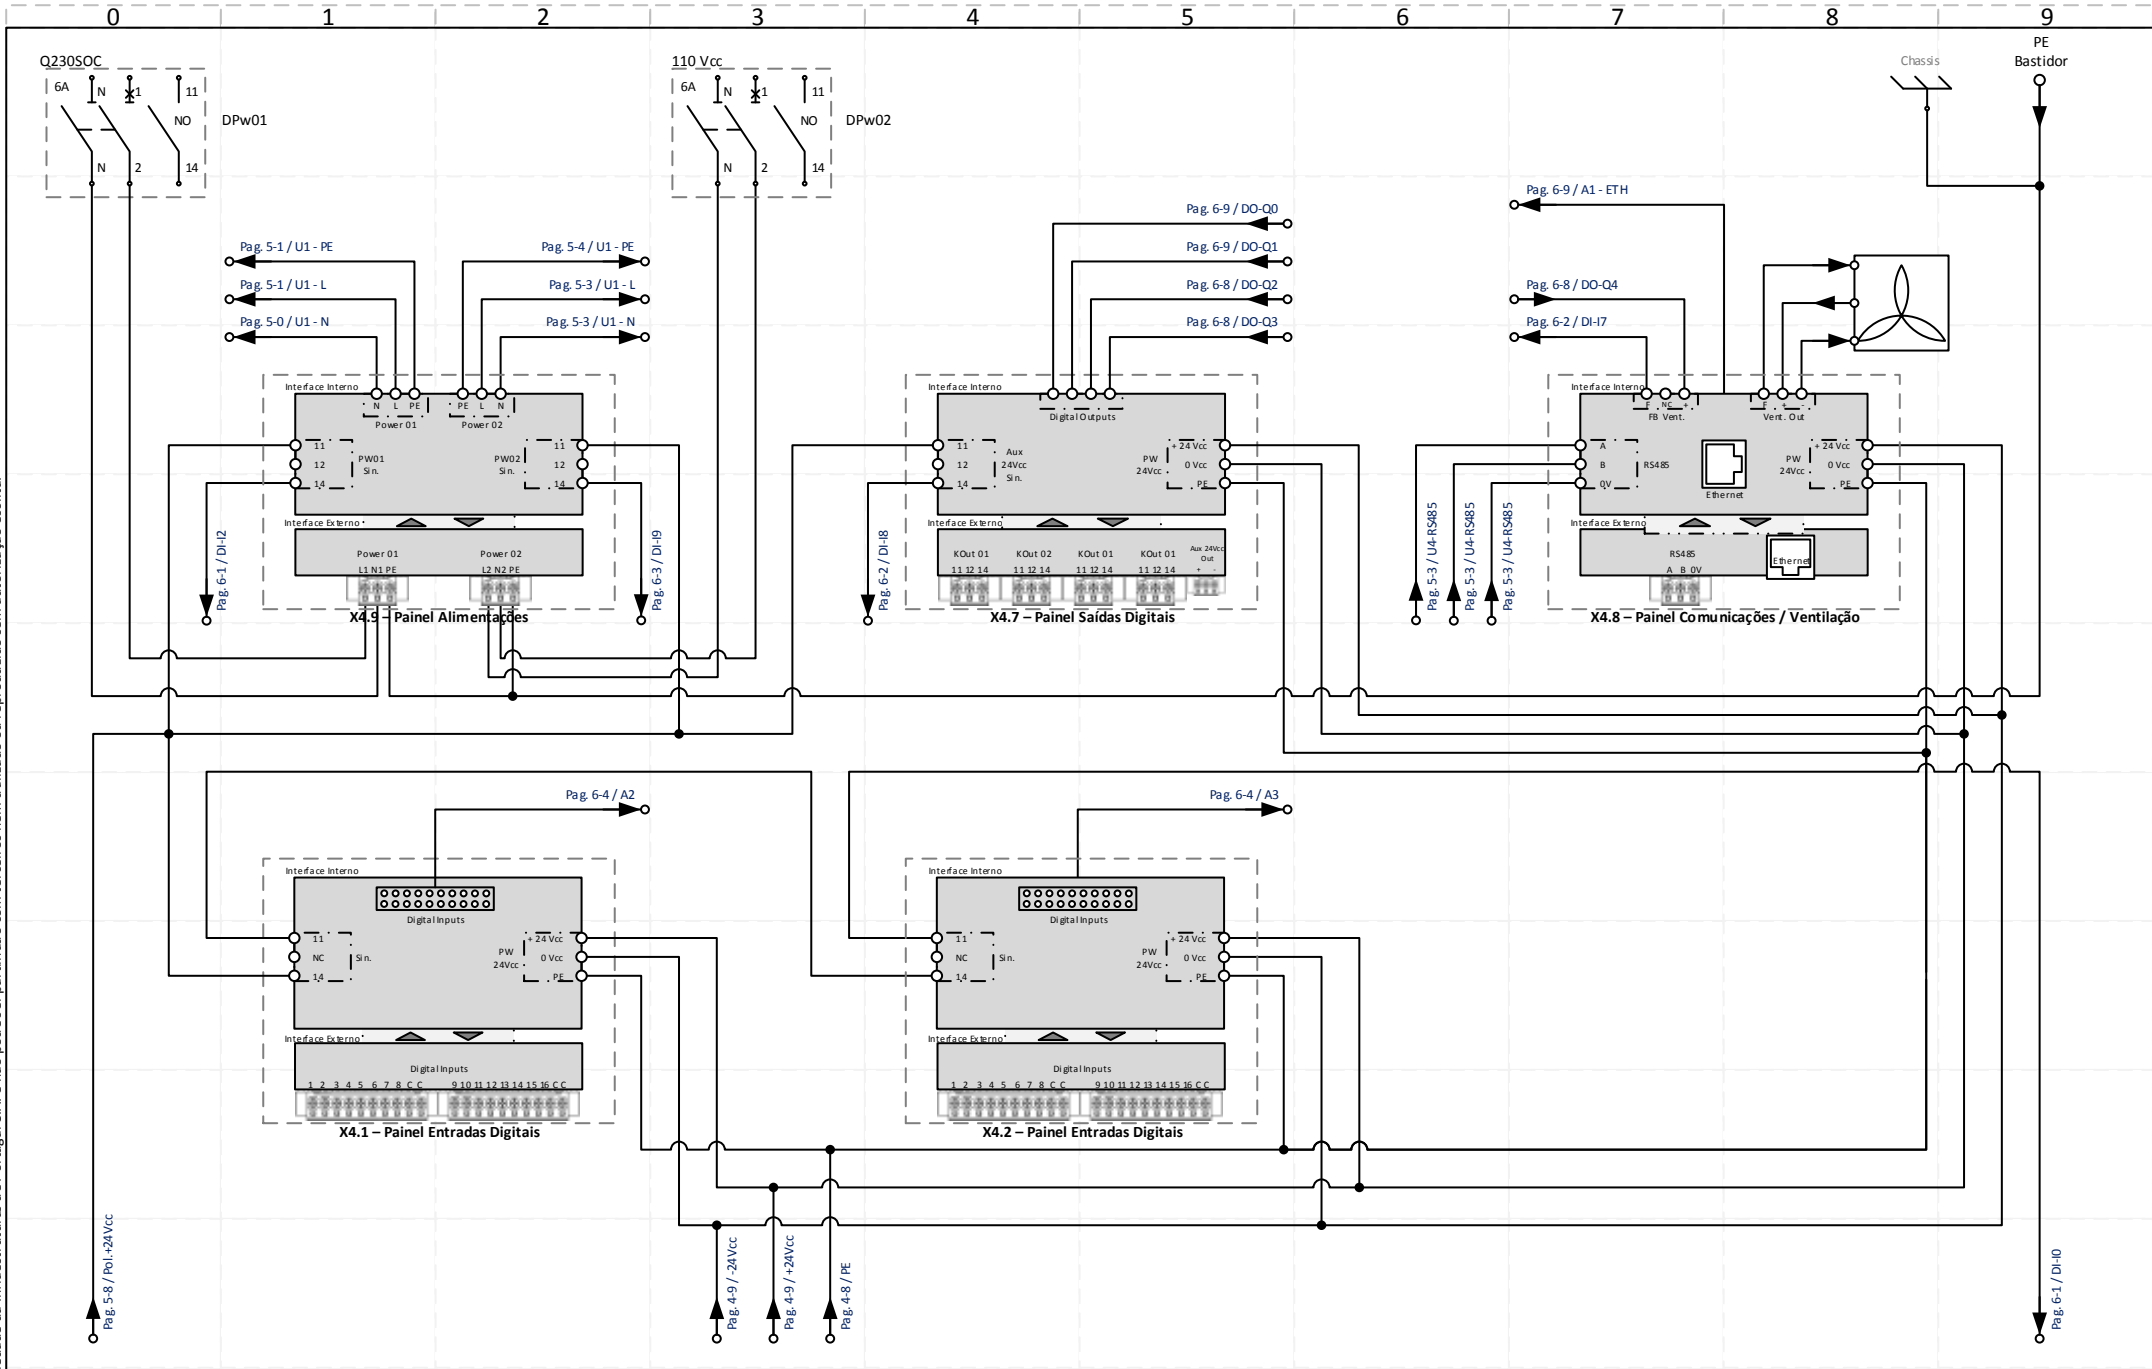 0 1 2 3 4 5 6 7 8 9
Q230SOC
6A N 1 11
NO
N 2 14
DPw01
110 Vcc
6A N 1 11
NO
N 2 14
DPw02
Chassis
PE
Bastidor
Pag. 5-1 / U1 - PE
Pag. 5-1 / U1 - L
Pag. 5-0 / U1 - N
Pag. 5-4 / U1 - PE
Pag. 5-3 / U1 - L
Pag. 5-3 / U1 - N
Pag. 6-9 / DO-Q0
Pag. 6-9 / DO-Q1
Pag. 6-8 / DO-Q2
Pag. 6-8 / DO-Q3
Pag. 6-9 / A1 - ETH
Pag. 6-8 / DO-Q4
Pag. 6-2 / DI-I7
Interface Interno
N L PE
Power 01
PE L N
Power 02
11
12
14
PW01
Sin.
PW02
Sin.
11
12
14
Interface Externo
Power 01
L1 N1 PE
Power 02
L2 N2 PE
X4.9 – Painel Alimentações
Pag. 6-1 / DI-I2
Pag. 6-3 / DI-I9
Interface Interno
Digital Outputs
11
12
14
Aux
24Vcc
Sin.
PW
24Vcc
+ 24 Vcc
0 Vcc
PE
Interface Externo
KOut 01
11 12 14
KOut 02
11 12 14
KOut 01
11 12 14
KOut 01
11 12 14
Aux 24Vcc
Out
+ -
X4.7 – Painel Saídas Digitais
Pag. 6-2 / DI-I8
Interface Interno
F NC +
FB Vent.
F + -
Vent. Out
A
B
0V
RS485
Ethernet
PW
24Vcc
+ 24 Vcc
0 Vcc
PE
Interface Externo
RS485
A B 0V
Ethernet
X4.8 – Painel Comunicações / Ventilação
Pag. 5-3 / U4-RS485
Pag. 5-3 / U4-RS485
Pag. 5-3 / U4-RS485
Pag. 6-4 / A2
Interface Interno
Digital Inputs
11
NC
14
Sin.
PW
24Vcc
+ 24 Vcc
0 Vcc
PE
Interface Externo
Digital Inputs
1 2 3 4 5 6 7 8 C C
9 10 11 12 13 14 15 16 C C
X4.1 – Painel Entradas Digitais
Pag. 6-4 / A3
Interface Interno
Digital Inputs
11
NC
14
Sin.
PW
24Vcc
+ 24 Vcc
0 Vcc
PE
Interface Externo
Digital Inputs
1 2 3 4 5 6 7 8 C C
9 10 11 12 13 14 15 16 C C
X4.2 – Painel Entradas Digitais
Pag. 5-8 / Pol.+24Vcc
Pag. 4-9 / -24Vcc
Pag. 4-9 / +24Vcc
Pag. 4-8 / PE
Pag. 6-1 / DI-I0